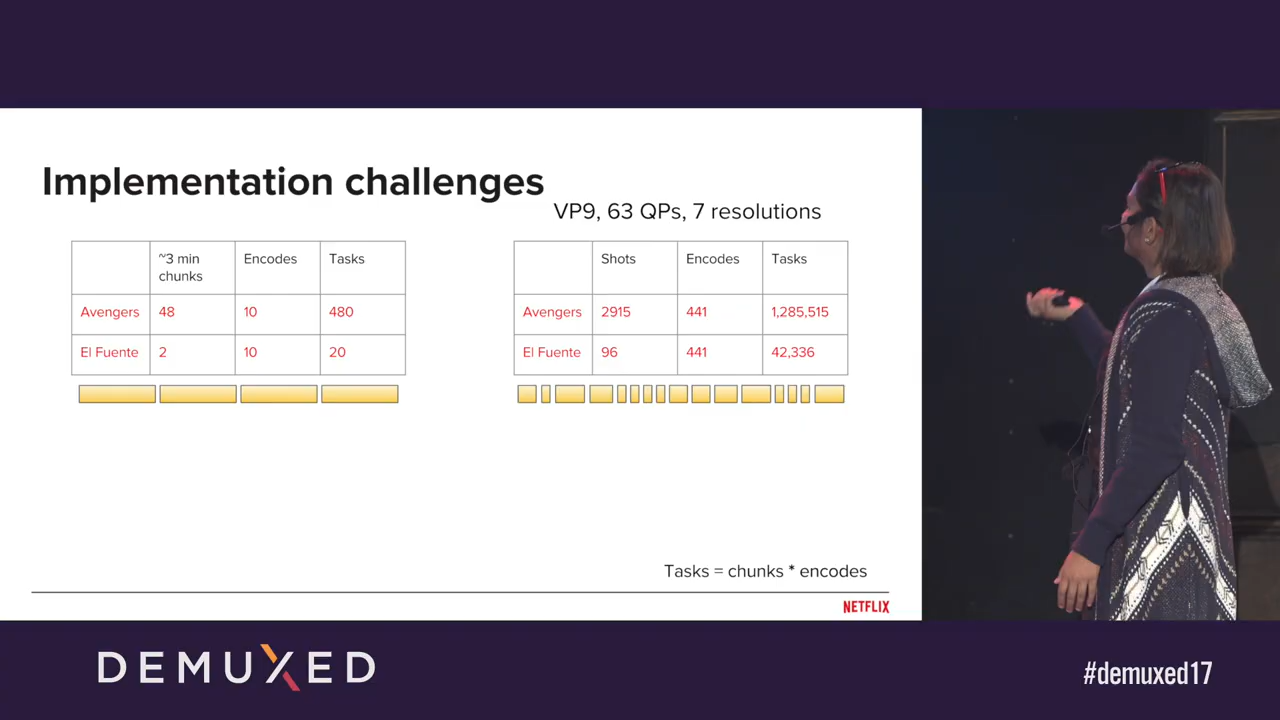 Implementation challenges
VP9, 63 QPs, 7 resolutions
~3 min chunks Encodes Tasks
Avengers 48 10 480
El Fuente 2 10 20
Shots Encodes Tasks
Avengers 2915 441 1,285,515
El Fuente 96 441 42,336
Tasks = chunks * encodes
NETFLIX
DEMUXED
#demuxed17